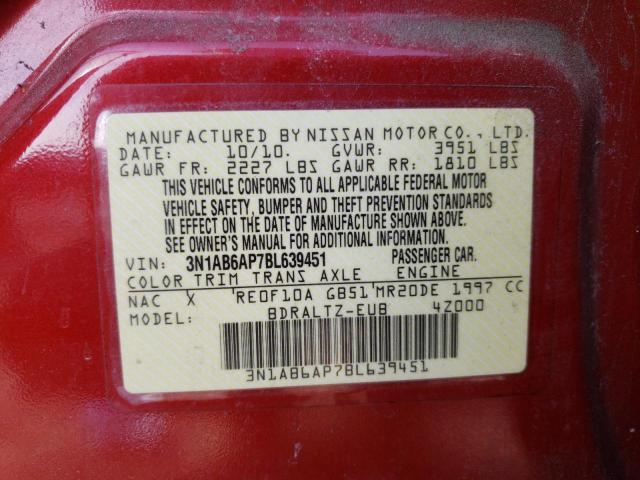 MANUFACTURED BY NISSAN MOTOR CO., LTD.
DATE: 10/10. GVWR: 3951 LBS
GAWR FR: 2227 LBS GAWR RR: 1810 LBS
THIS VEHICLE CONFORMS TO ALL APPLICABLE FEDERAL MOTOR
VEHICLE SAFETY, BUMPER AND THEFT PREVENTION STANDARDS
IN EFFECT ON THE DATE OF MANUFACTURE SHOWN ABOVE.
SEE OWNER'S MANUAL FOR ADDITIONAL INFORMATION.
VIN: 3N1AB6AP7BL639451 PASSENGER CAR.
COLOR TRIM TRANS AXLE ENGINE
NAC X RE0F10A GB51 MR20DE 1997 CC
MODEL: BDRALTZ-EUB 4Z000
3N1AB6AP7BL639451